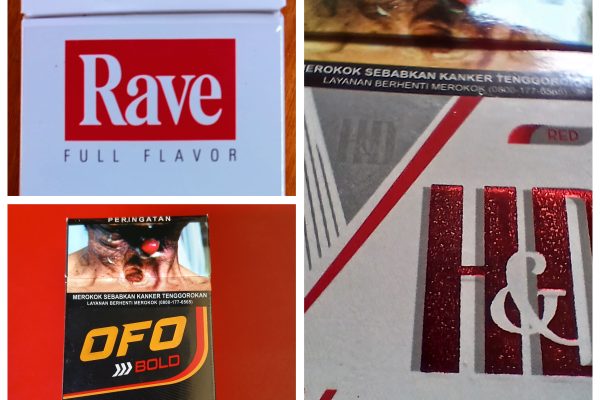 Rave
FULL FLAVOR
PERINGATAN
MEROKOK SEBABKAN KANKER TENGGOROKAN
LAYANAN BERHENTI MEROKOK (0800-177-6565)
OFO
BOLD
MEROKOK SEBABKAN KANKER TENGGOROKAN
LAYANAN BERHENTI MEROKOK (0800-177-6565)
H&D
RED
H&D